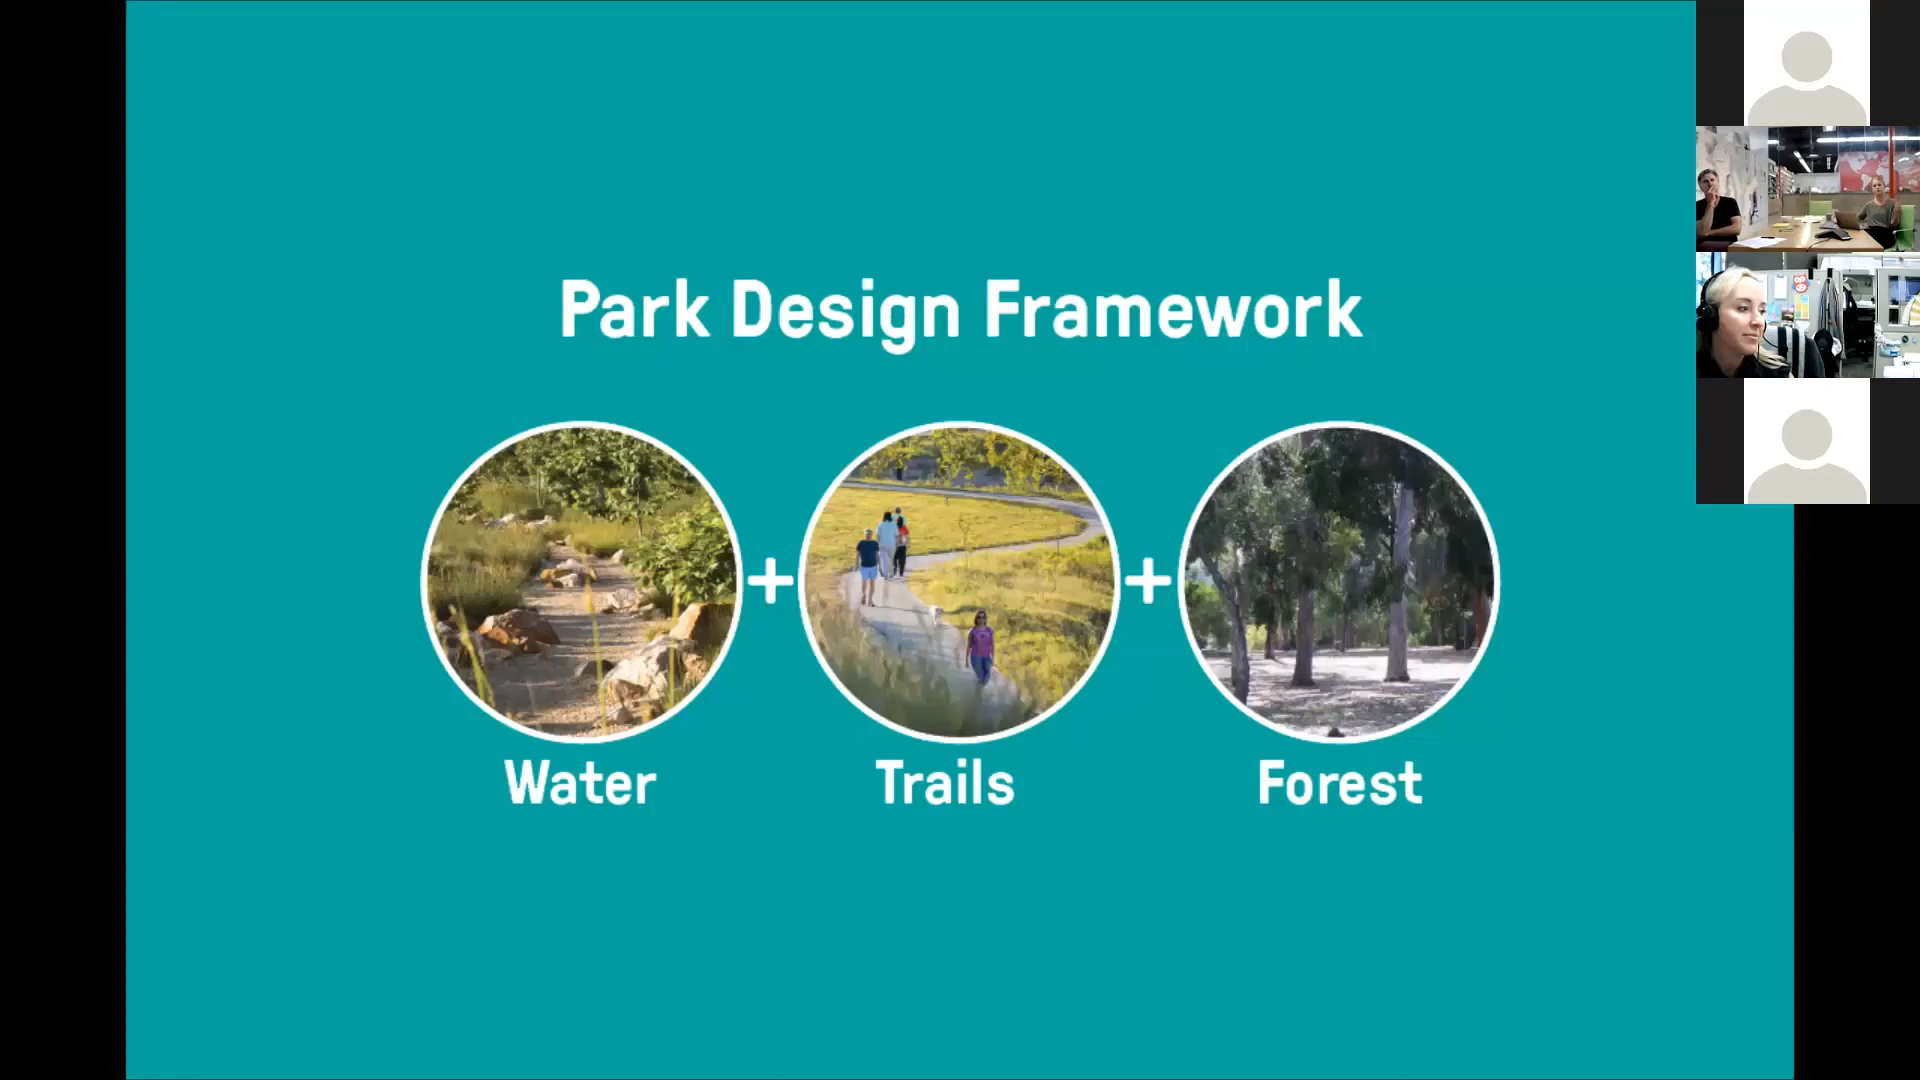 Park Design Framework
+
+
Water
Trails
Forest